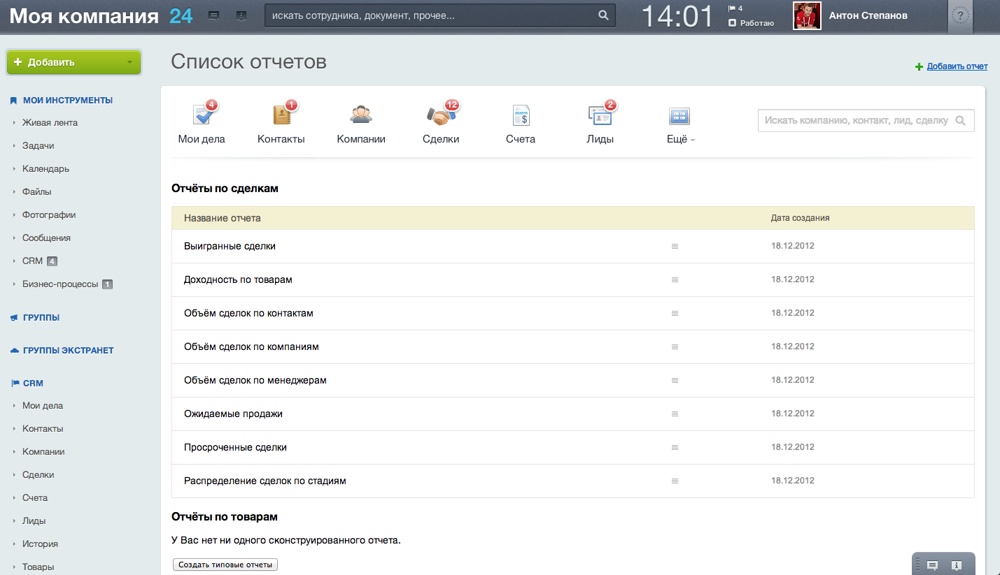 Моя компания 24
искать сотрудника, документ, прочее...
14:01
4
Работаю
Антон Степанов
?
Добавить
Список отчетов
Добавить отчет
МОИ ИНСТРУМЕНТЫ
Живая лента
Задачи
Календарь
Файлы
Фотографии
Сообщения
CRM 4
Бизнес-процессы 1
ГРУППЫ
ГРУППЫ ЭКСТРАНЕТ
CRM
Мои дела
Контакты
Компании
Сделки
Счета
Лиды
История
Товары
4 1 12 2
Мои дела Контакты Компании Сделки Счета Лиды Ещё
Искать компанию, контакт, лид, сделку
Отчёты по сделкам
Название отчета Дата создания
Выигранные сделки 18.12.2012
Доходность по товарам 18.12.2012
Объём сделок по контактам 18.12.2012
Объём сделок по компаниям 18.12.2012
Объём сделок по менеджерам 18.12.2012
Ожидаемые продажи 18.12.2012
Просроченные сделки 18.12.2012
Распределение сделок по стадиям 18.12.2012
Отчёты по товарам
У Вас нет ни одного сконструированного отчета.
Создать типовые отчеты